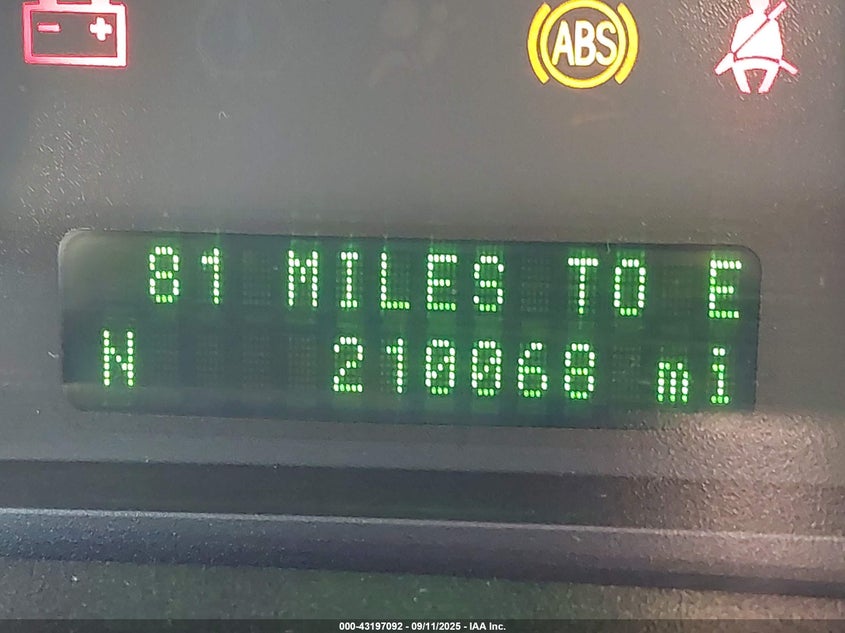 ABS
81 MILES TO E
N 210068 mi
000-43197092 - 09/11/2025 - IAA Inc.